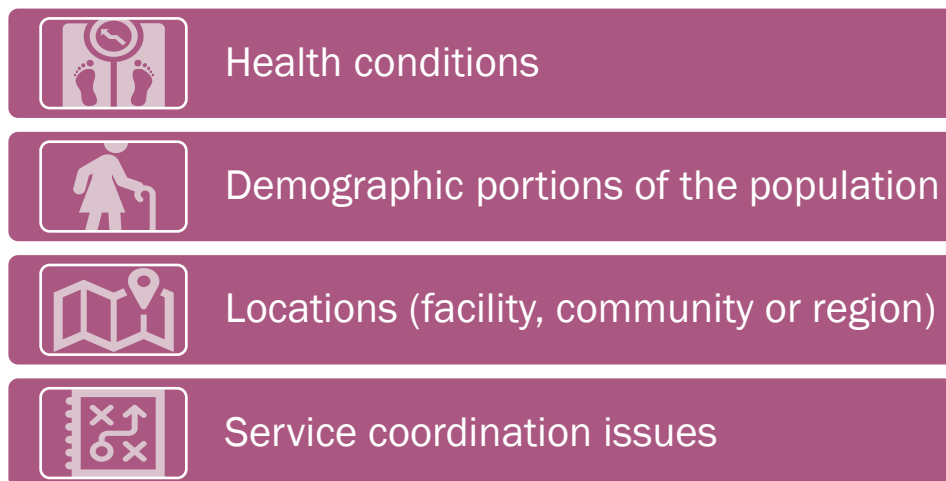 Health conditions
Demographic portions of the population
Locations (facility, community or region)
Service coordination issues